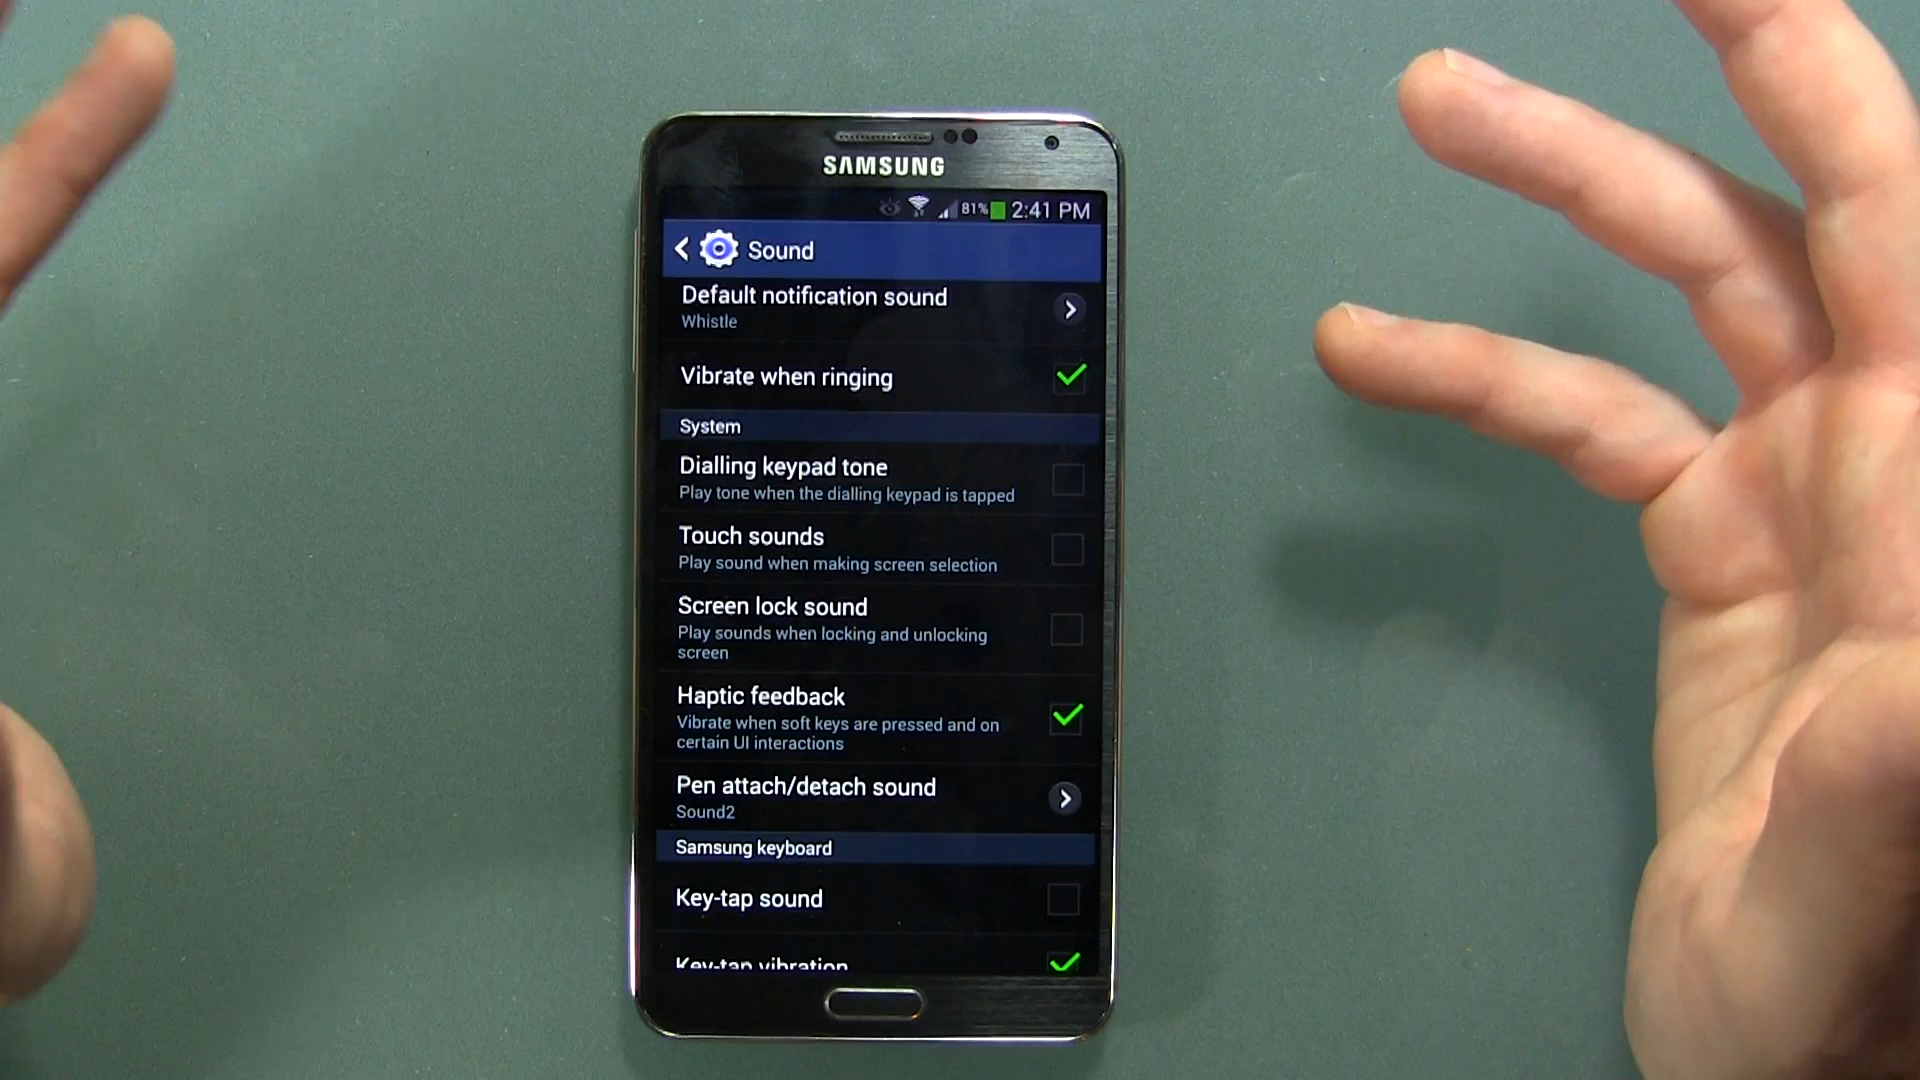 SAMSUNG
81% 2:41 PM
Sound
Default notification sound
Whistle
Vibrate when ringing
System
Dialling keypad tone
Play tone when the dialling keypad is tapped
Touch sounds
Play sound when making screen selection
Screen lock sound
Play sounds when locking and unlocking
screen
Haptic feedback
Vibrate when soft keys are pressed and on
certain UI interactions
Pen attach/detach sound
Sound2
Samsung keyboard
Key-tap sound
Key-tap vibration